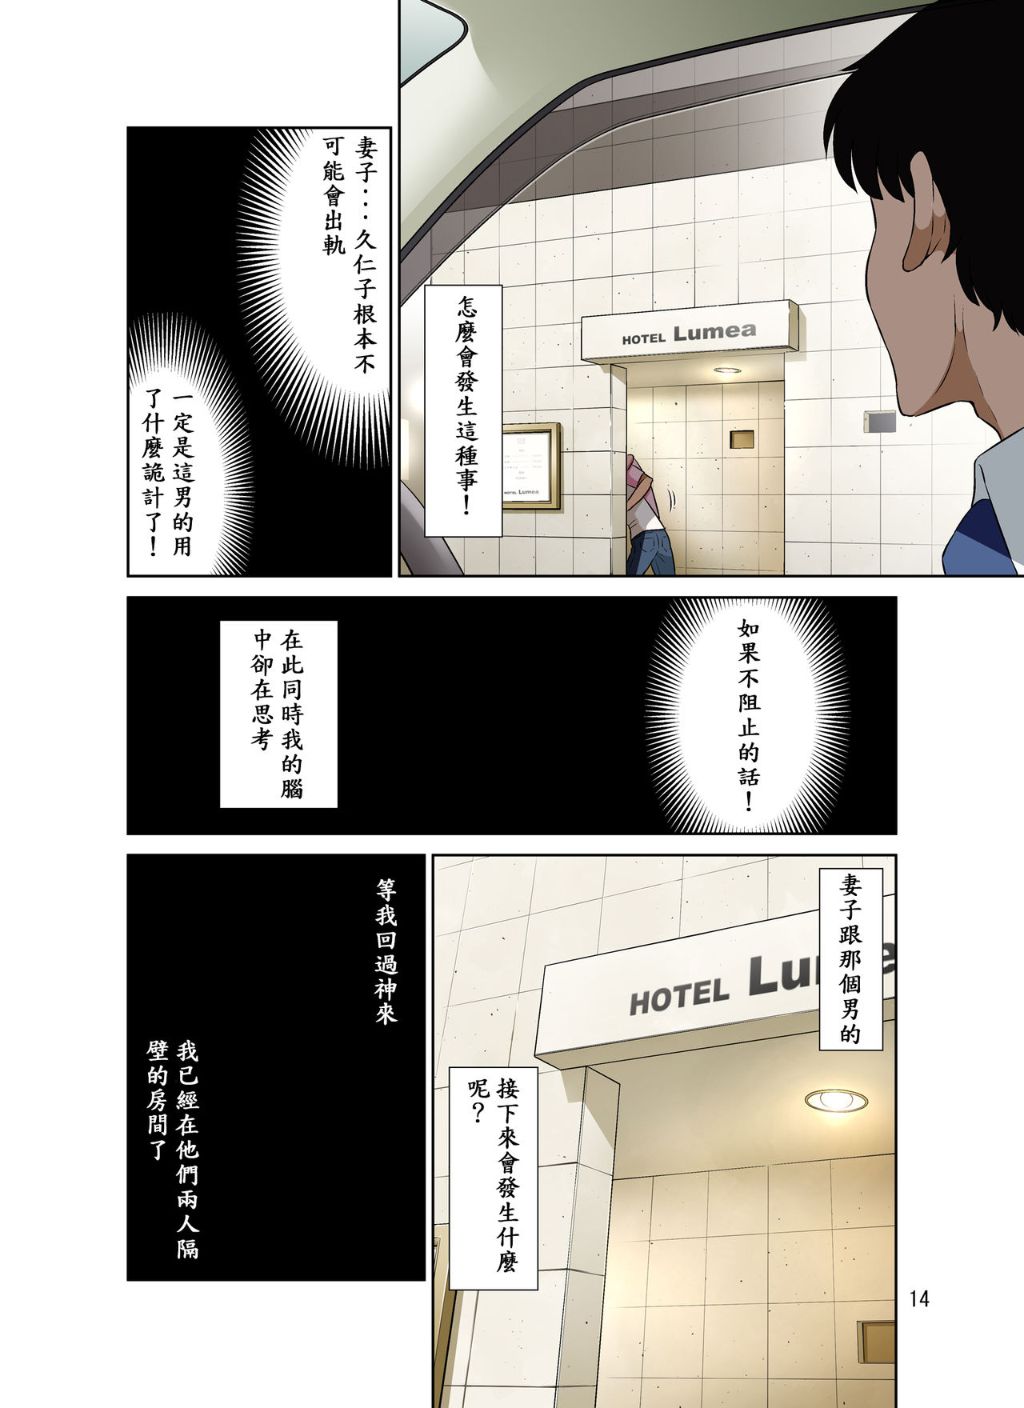 怎麼會發生這種事！
HOTEL Lumea
HOTEL Lumea
妻子...久仁子根本不
可能會出軌
一定是這男的用
了什麼詭計了！
如果不阻止的話！
在此同時我的腦
中卻在思考
妻子跟那個男的
HOTEL Lumea
接下來會發生什麼
呢？
等我回過神來
我已經在他們兩人隔
壁的房間了
14